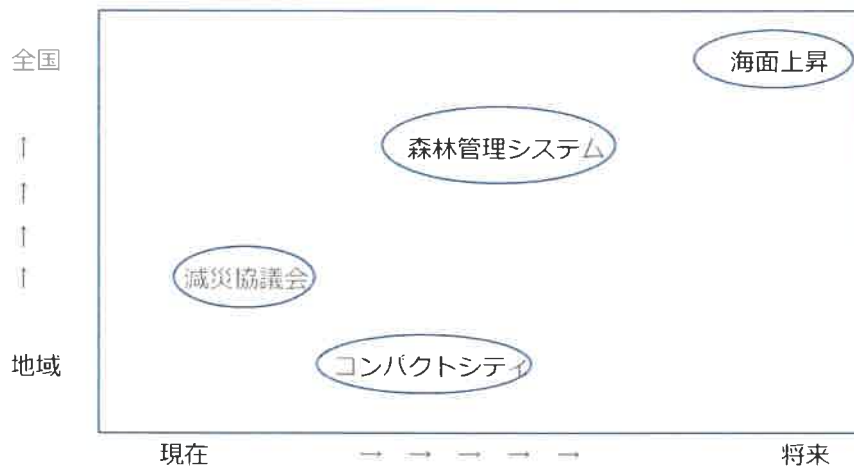 全国
海面上昇
森林管理システム
↑
↑
↑
↑
減災協議会
地域
コンパクトシティ
現在 → → → → → 将来